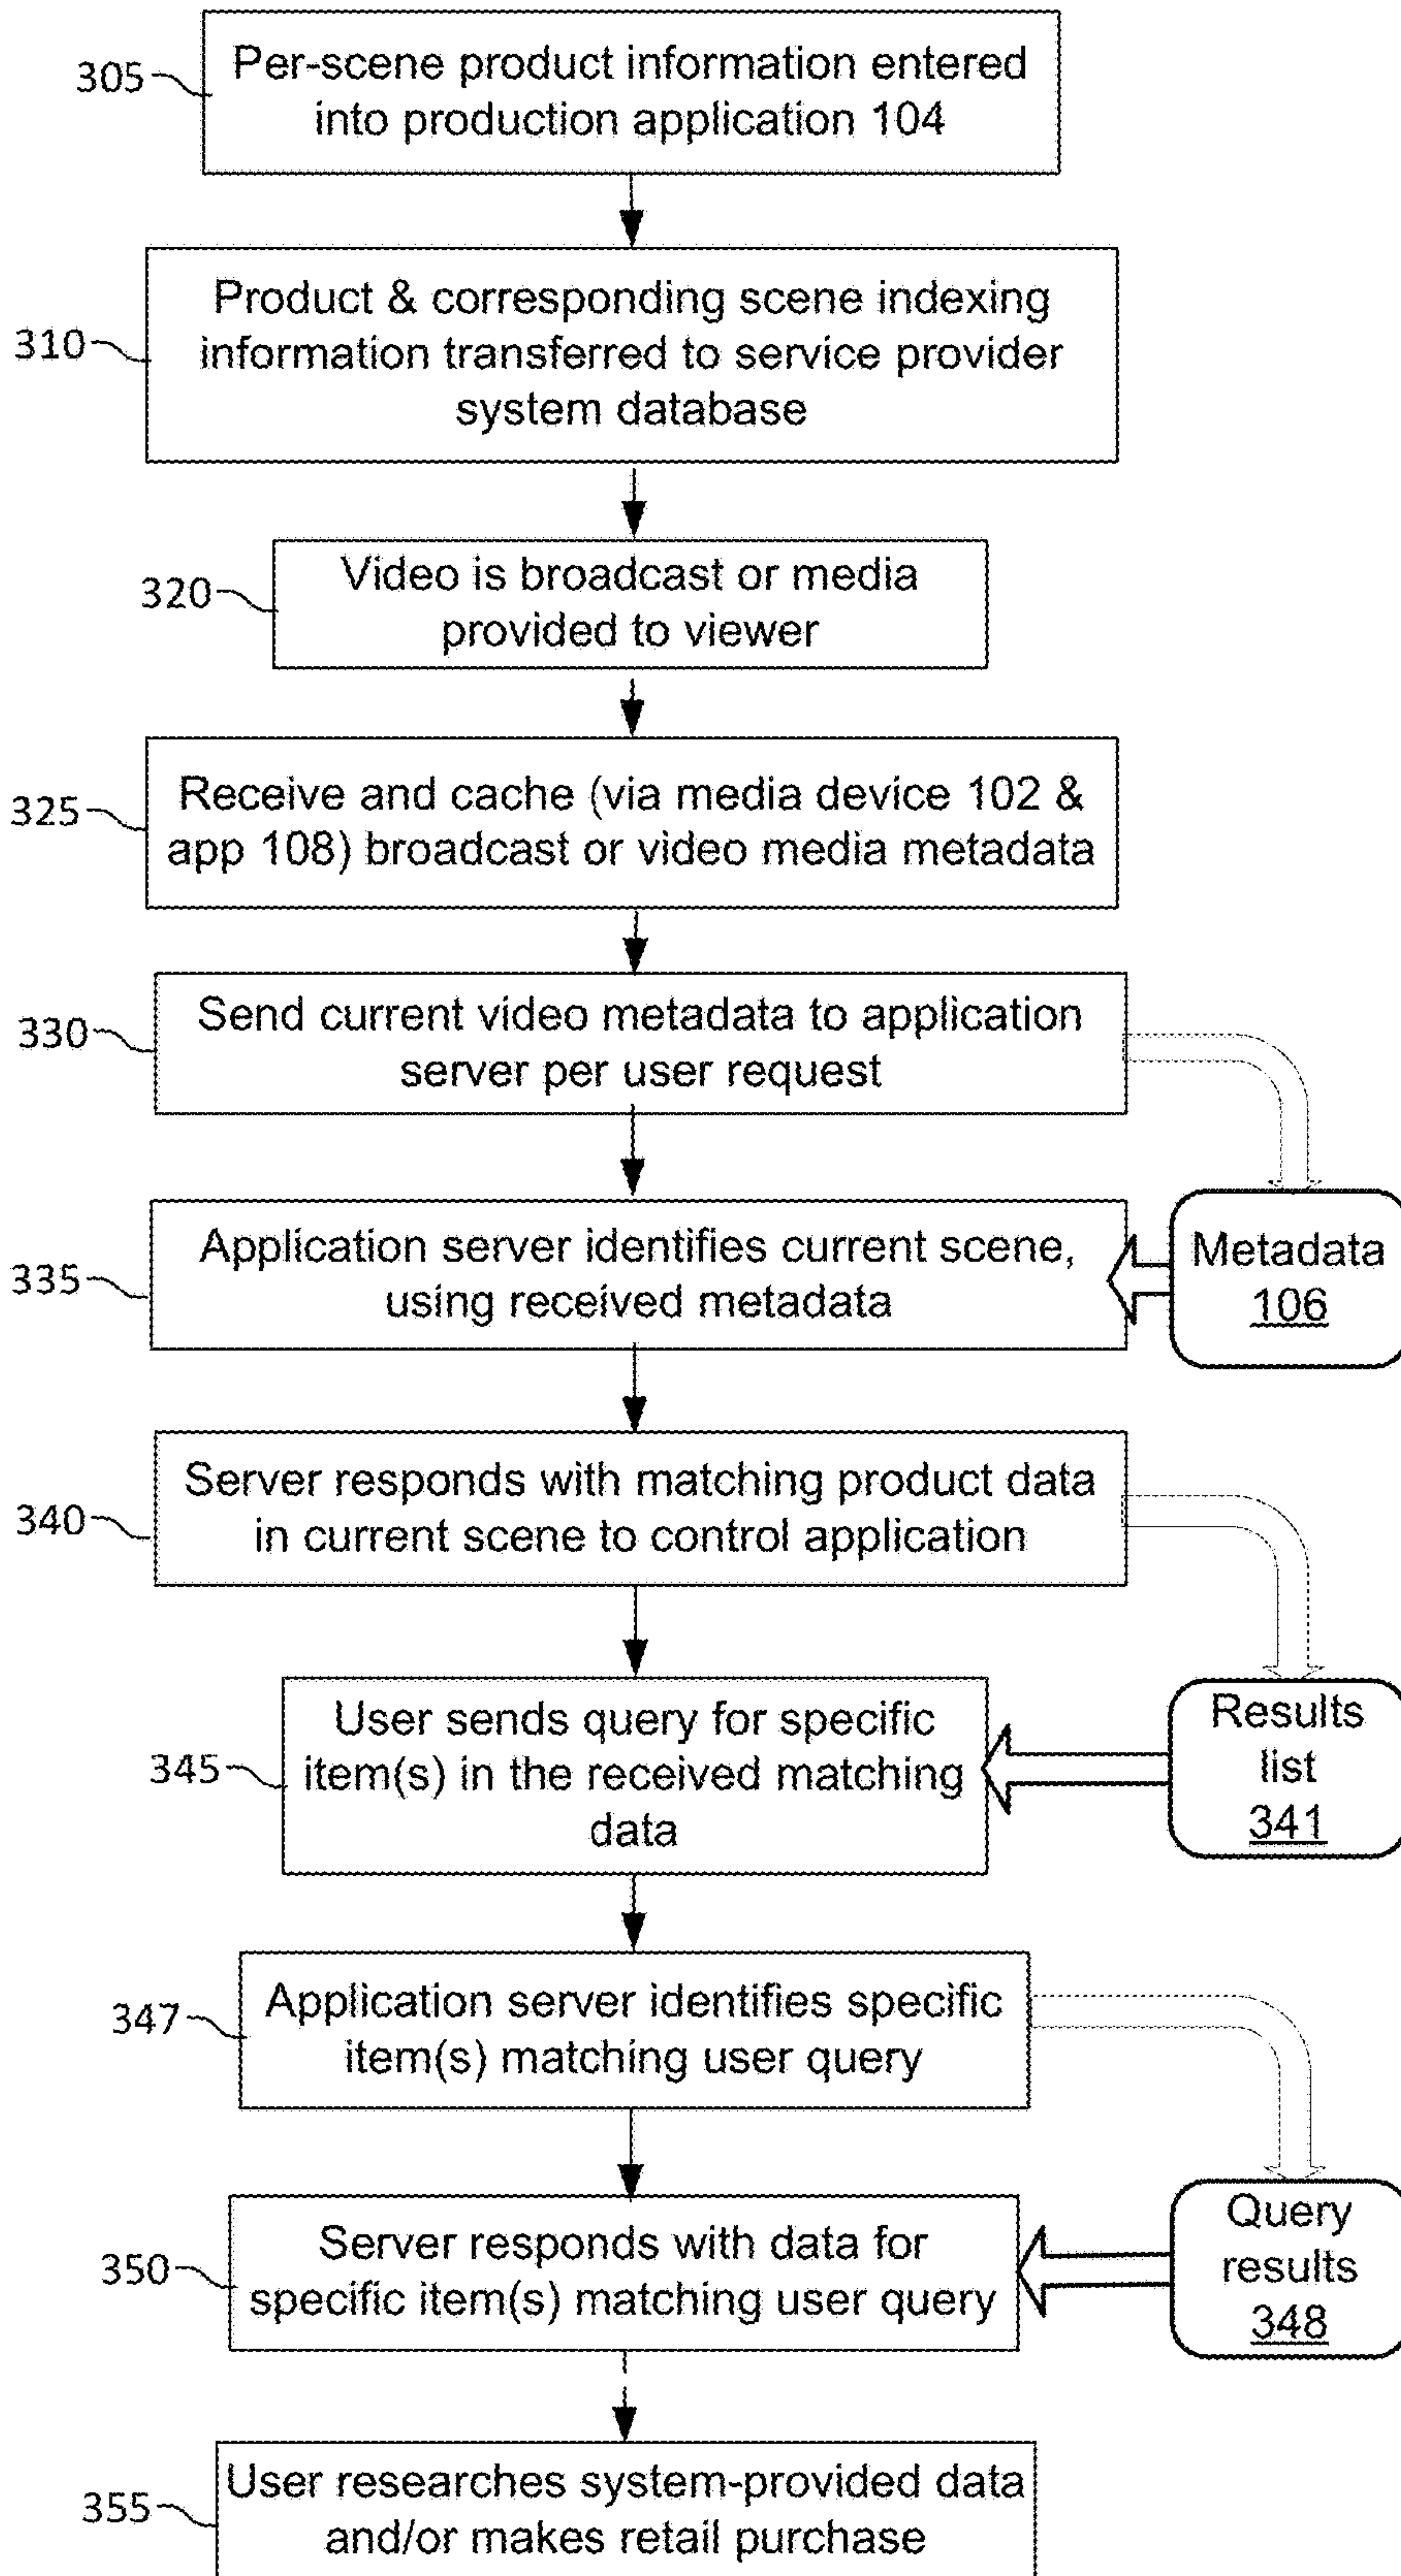 305
Per-scene product information entered
into production application 104
310
Product & corresponding scene indexing
information transferred to service provider
system database
320
Video is broadcast or media
provided to viewer
325
Receive and cache (via media device 102 &
app 108) broadcast or video media metadata
330
Send current video metadata to application
server per user request
335
Application server identifies current scene,
using received metadata
Metadata
106
340
Server responds with matching product data
in current scene to control application
345
User sends query for specific
item(s) in the received matching
data
Results
list
341
347
Application server identifies specific
item(s) matching user query
350
Server responds with data for
specific item(s) matching user query
Query
results
348
355
User researches system-provided data
and/or makes retail purchase